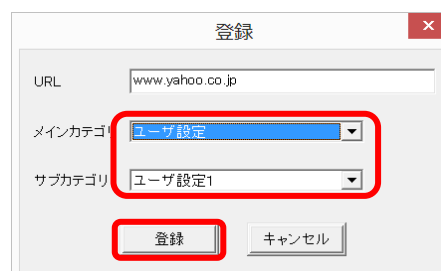 登録
URL www.yahoo.co.jp
メインカテゴリ ユーザ設定
サブカテゴリ ユーザ設定1
登録 キャンセル